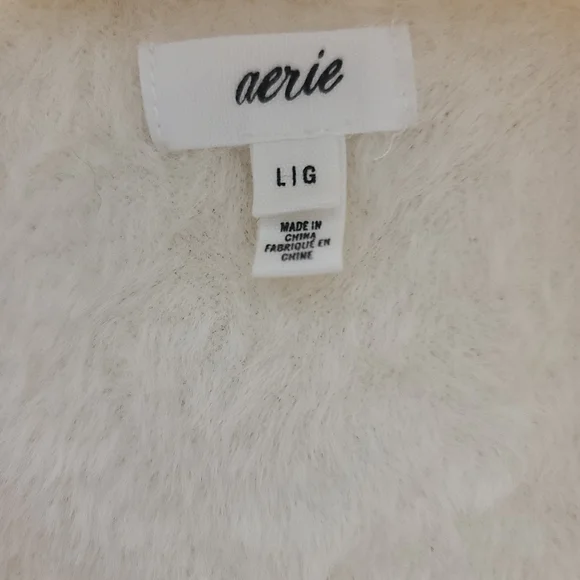 aerie
L|G
MADE IN
CHINA
FABRIQUÉ EN
CHINE